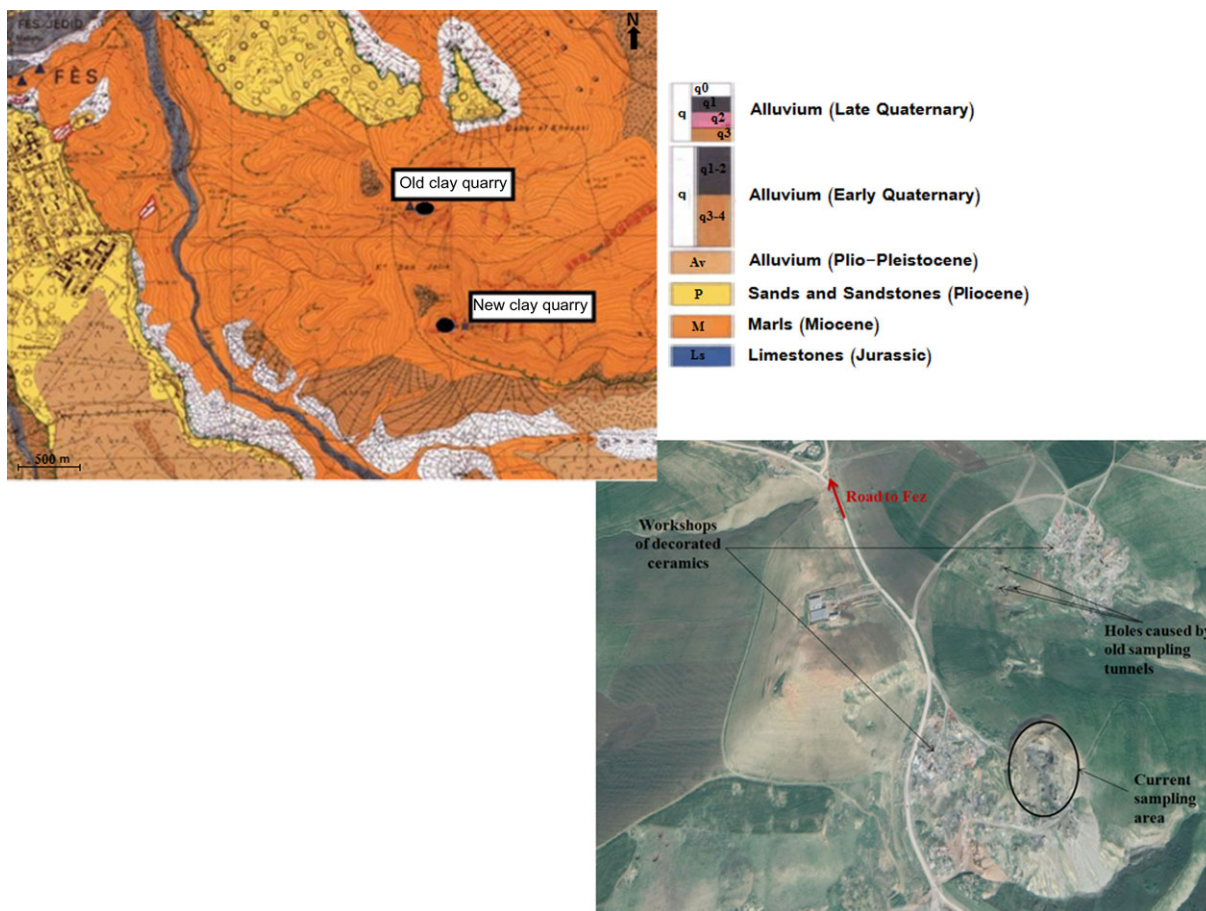 FÈS-JEDID
N
FÈS
Old clay quarry
New clay quarry
500 m
q0
q1
q
q2
q3
Alluvium (Late Quaternary)
q1-2
q
q3-4
Alluvium (Early Quaternary)
Av
Alluvium (Plio-Pleistocene)
P
Sands and Sandstones (Pliocene)
M
Marls (Miocene)
Ls
Limestones (Jurassic)
Road to Fez
Workshops
of decorated
ceramics
Holes caused by
old sampling
tunnels
Current
sampling
area